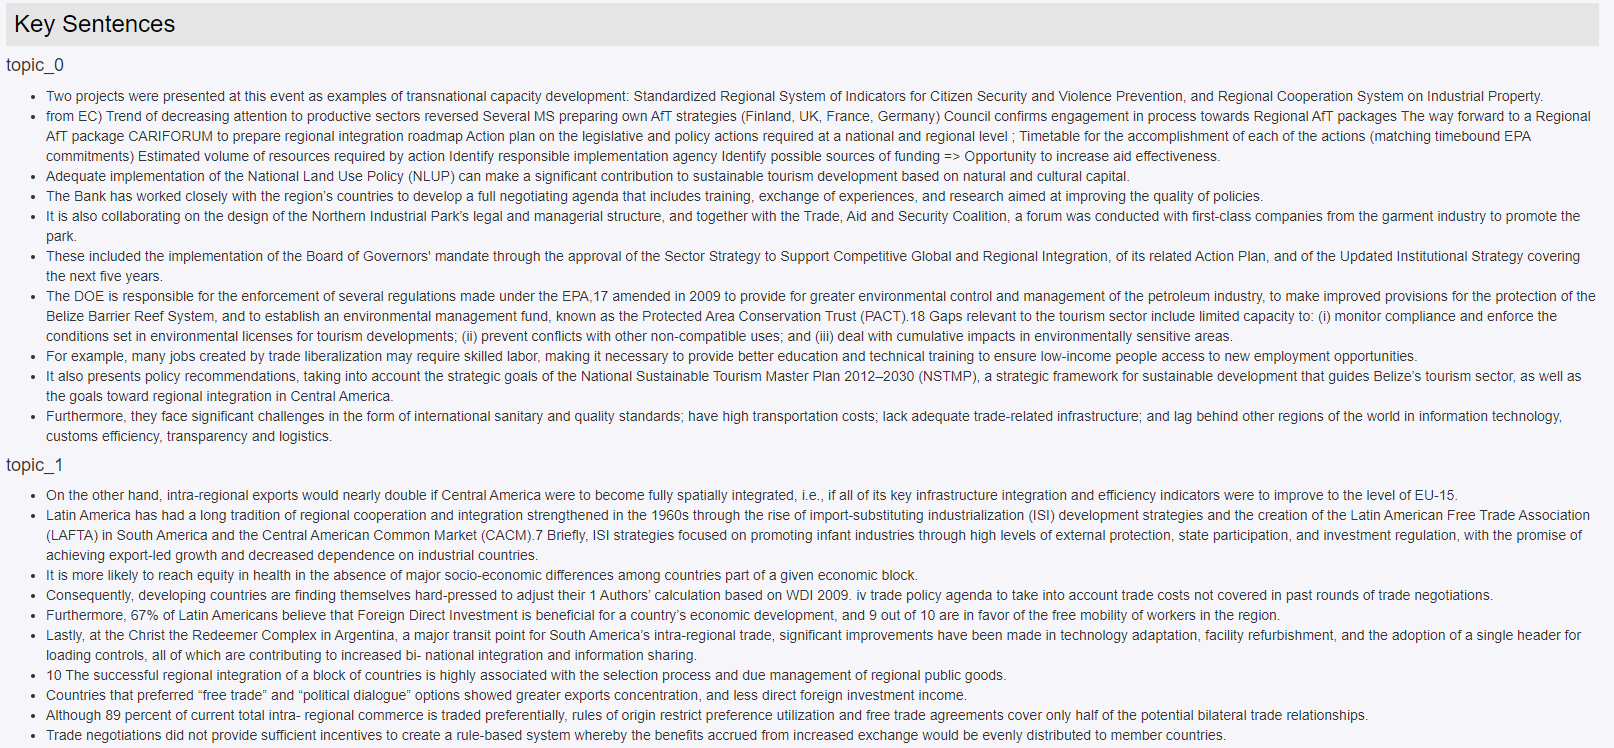 Key Sentences
topic_0
• Two projects were presented at this event as examples of transnational capacity development: Standardized Regional System of Indicators for Citizen Security and Violence Prevention, and Regional Cooperation System on Industrial Property.
• from EC) Trend of decreasing attention to productive sectors reversed Several MS preparing own AfT strategies (Finland, UK, France, Germany) Council confirms engagement in process towards Regional AfT packages The way forward to a Regional
AfT package CARIFORUM to prepare regional integration roadmap Action plan on the legislative and policy actions required at a national and regional level ; Timetable for the accomplishment of each of the actions (matching timebound EPA
commitments) Estimated volume of resources required by action Identify responsible implementation agency Identify possible sources of funding => Opportunity to increase aid effectiveness.
• Adequate implementation of the National Land Use Policy (NLUP) can make a significant contribution to sustainable tourism development based on natural and cultural capital.
• The Bank has worked closely with the region’s countries to develop a full negotiating agenda that includes training, exchange of experiences, and research aimed at improving the quality of policies.
• It is also collaborating on the design of the Northern Industrial Park’s legal and managerial structure, and together with the Trade, Aid and Security Coalition, a forum was conducted with first-class companies from the garment industry to promote the
park.
• These included the implementation of the Board of Governors' mandate through the approval of the Sector Strategy to Support Competitive Global and Regional Integration, of its related Action Plan, and of the Updated Institutional Strategy covering
the next five years.
• The DOE is responsible for the enforcement of several regulations made under the EPA,17 amended in 2009 to provide for greater environmental control and management of the petroleum industry, to make improved provisions for the protection of the
Belize Barrier Reef System, and to establish an environmental management fund, known as the Protected Area Conservation Trust (PACT).18 Gaps relevant to the tourism sector include limited capacity to: (i) monitor compliance and enforce the
conditions set in environmental licenses for tourism developments; (ii) prevent conflicts with other non-compatible uses; and (iii) deal with cumulative impacts in environmentally sensitive areas.
• For example, many jobs created by trade liberalization may require skilled labor, making it necessary to provide better education and technical training to ensure low-income people access to new employment opportunities.
• It also presents policy recommendations, taking into account the strategic goals of the National Sustainable Tourism Master Plan 2012–2030 (NSTMP), a strategic framework for sustainable development that guides Belize’s tourism sector, as well as
the goals toward regional integration in Central America.
• Furthermore, they face significant challenges in the form of international sanitary and quality standards; have high transportation costs; lack adequate trade-related infrastructure; and lag behind other regions of the world in information technology,
customs efficiency, transparency and logistics.
topic_1
• On the other hand, intra-regional exports would nearly double if Central America were to become fully spatially integrated, i.e., if all of its key infrastructure integration and efficiency indicators were to improve to the level of EU-15.
• Latin America has had a long tradition of regional cooperation and integration strengthened in the 1960s through the rise of import-substituting industrialization (ISI) development strategies and the creation of the Latin American Free Trade Association
(LAFTA) in South America and the Central American Common Market (CACM).7 Briefly, ISI strategies focused on promoting infant industries through high levels of external protection, state participation, and investment regulation, with the promise of
achieving export-led growth and decreased dependence on industrial countries.
• It is more likely to reach equity in health in the absence of major socio-economic differences among countries part of a given economic block.
• Consequently, developing countries are finding themselves hard-pressed to adjust their 1 Authors’ calculation based on WDI 2009. iv trade policy agenda to take into account trade costs not covered in past rounds of trade negotiations.
• Furthermore, 67% of Latin Americans believe that Foreign Direct Investment is beneficial for a country’s economic development, and 9 out of 10 are in favor of the free mobility of workers in the region.
• Lastly, at the Christ the Redeemer Complex in Argentina, a major transit point for South America’s intra-regional trade, significant improvements have been made in technology adaptation, facility refurbishment, and the adoption of a single header for
loading controls, all of which are contributing to increased bi- national integration and information sharing.
• 10 The successful regional integration of a block of countries is highly associated with the selection process and due management of regional public goods.
• Countries that preferred “free trade” and “political dialogue” options showed greater exports concentration, and less direct foreign investment income.
• Although 89 percent of current total intra- regional commerce is traded preferentially, rules of origin restrict preference utilization and free trade agreements cover only half of the potential bilateral trade relationships.
• Trade negotiations did not provide sufficient incentives to create a rule-based system whereby the benefits accrued from increased exchange would be evenly distributed to member countries.